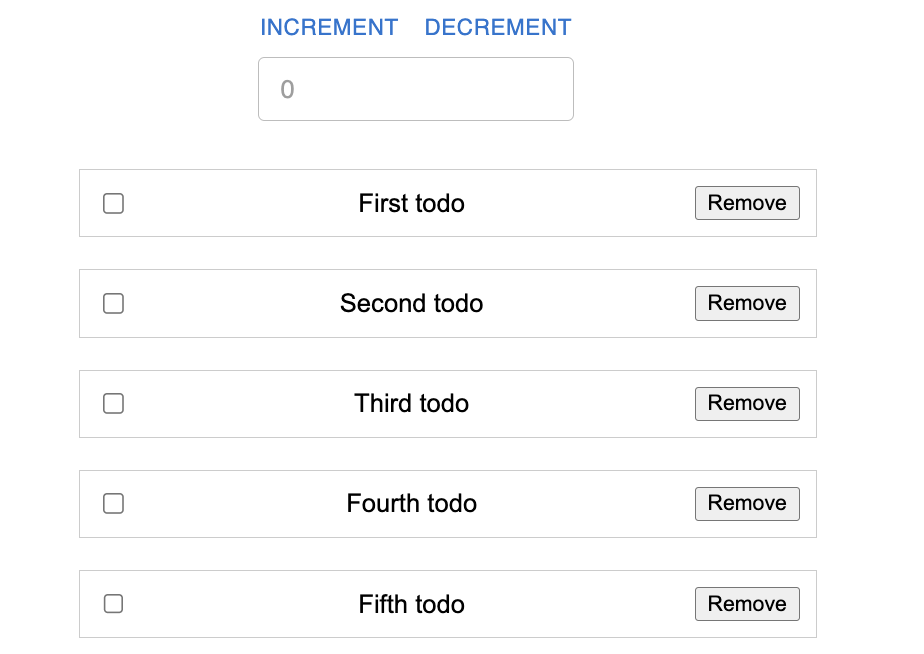 INCREMENT DECREMENT
0
First todo Remove
Second todo Remove
Third todo Remove
Fourth todo Remove
Fifth todo Remove